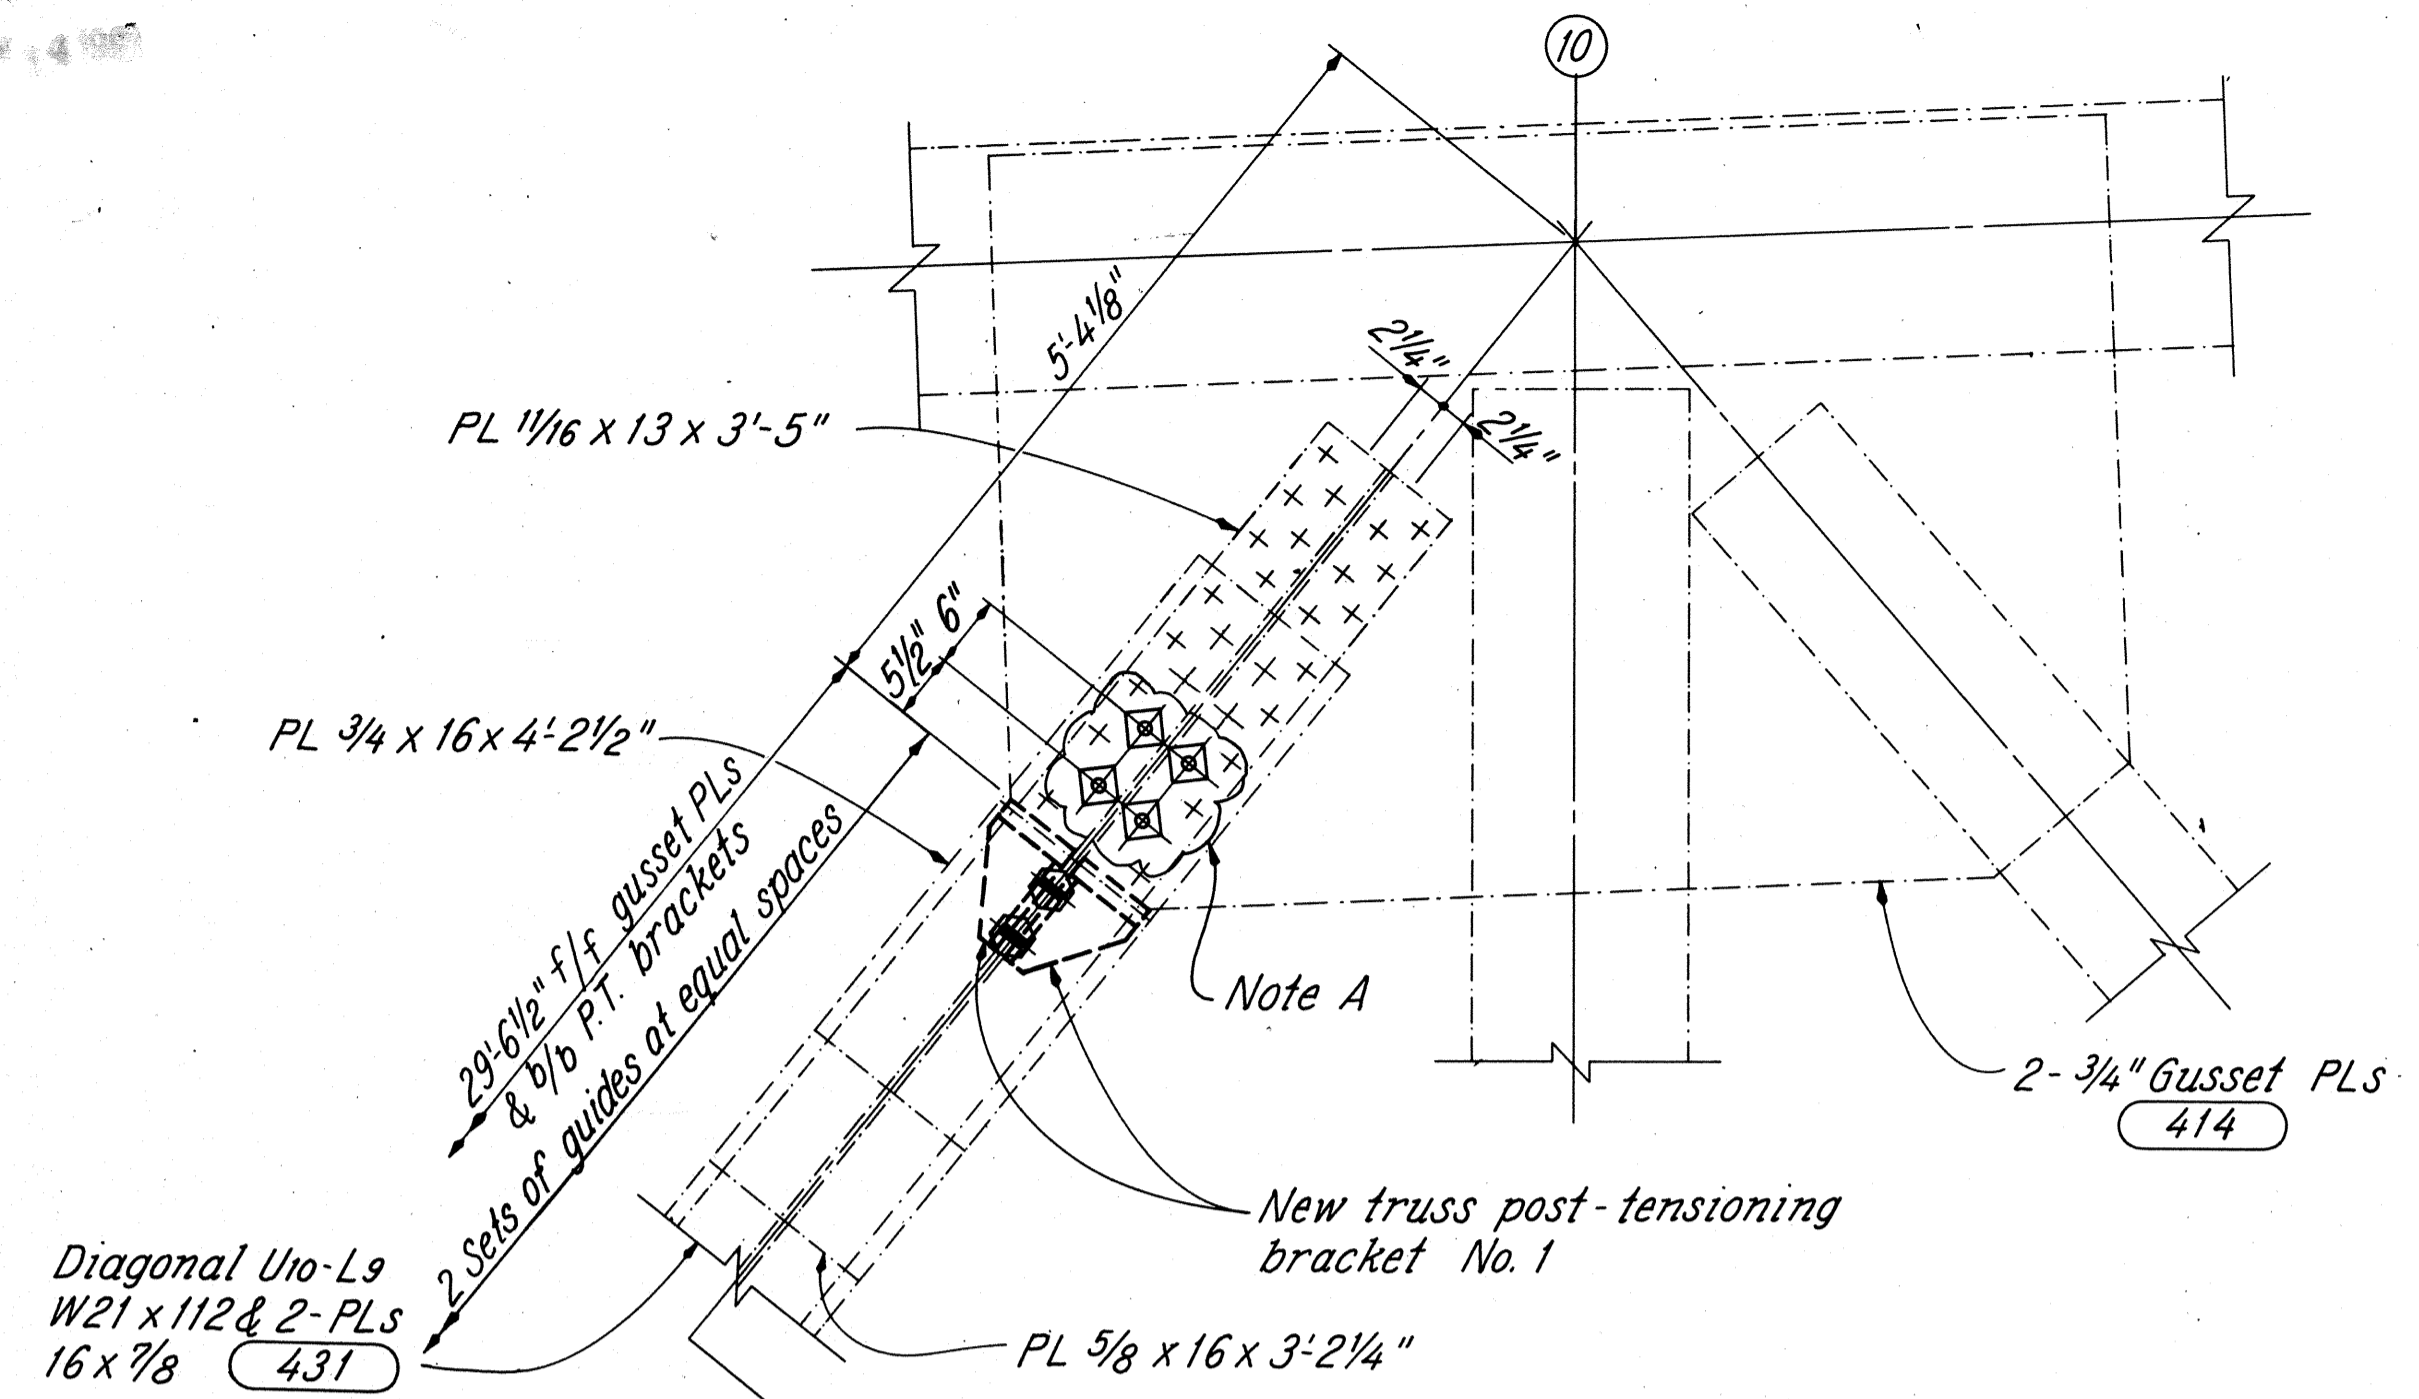 10
5'-4 1/8"
2 1/4"
2 1/4"
PL 11/16 x 13 x 3'-5"
5 1/2" 6"
PL 3/4 x 16 x 4'-2 1/2"
29'-6 1/2" f/f gusset PLs
& b/b P.T. brackets
2 Sets of guides at equal spaces
Note A
2- 3/4" Gusset PLs
414
New truss post-tensioning
bracket No. 1
Diagonal U10-L9
W21 x 112 & 2-PLs
16 x 7/8 431
PL 5/8 x 16 x 3'-2 1/4"